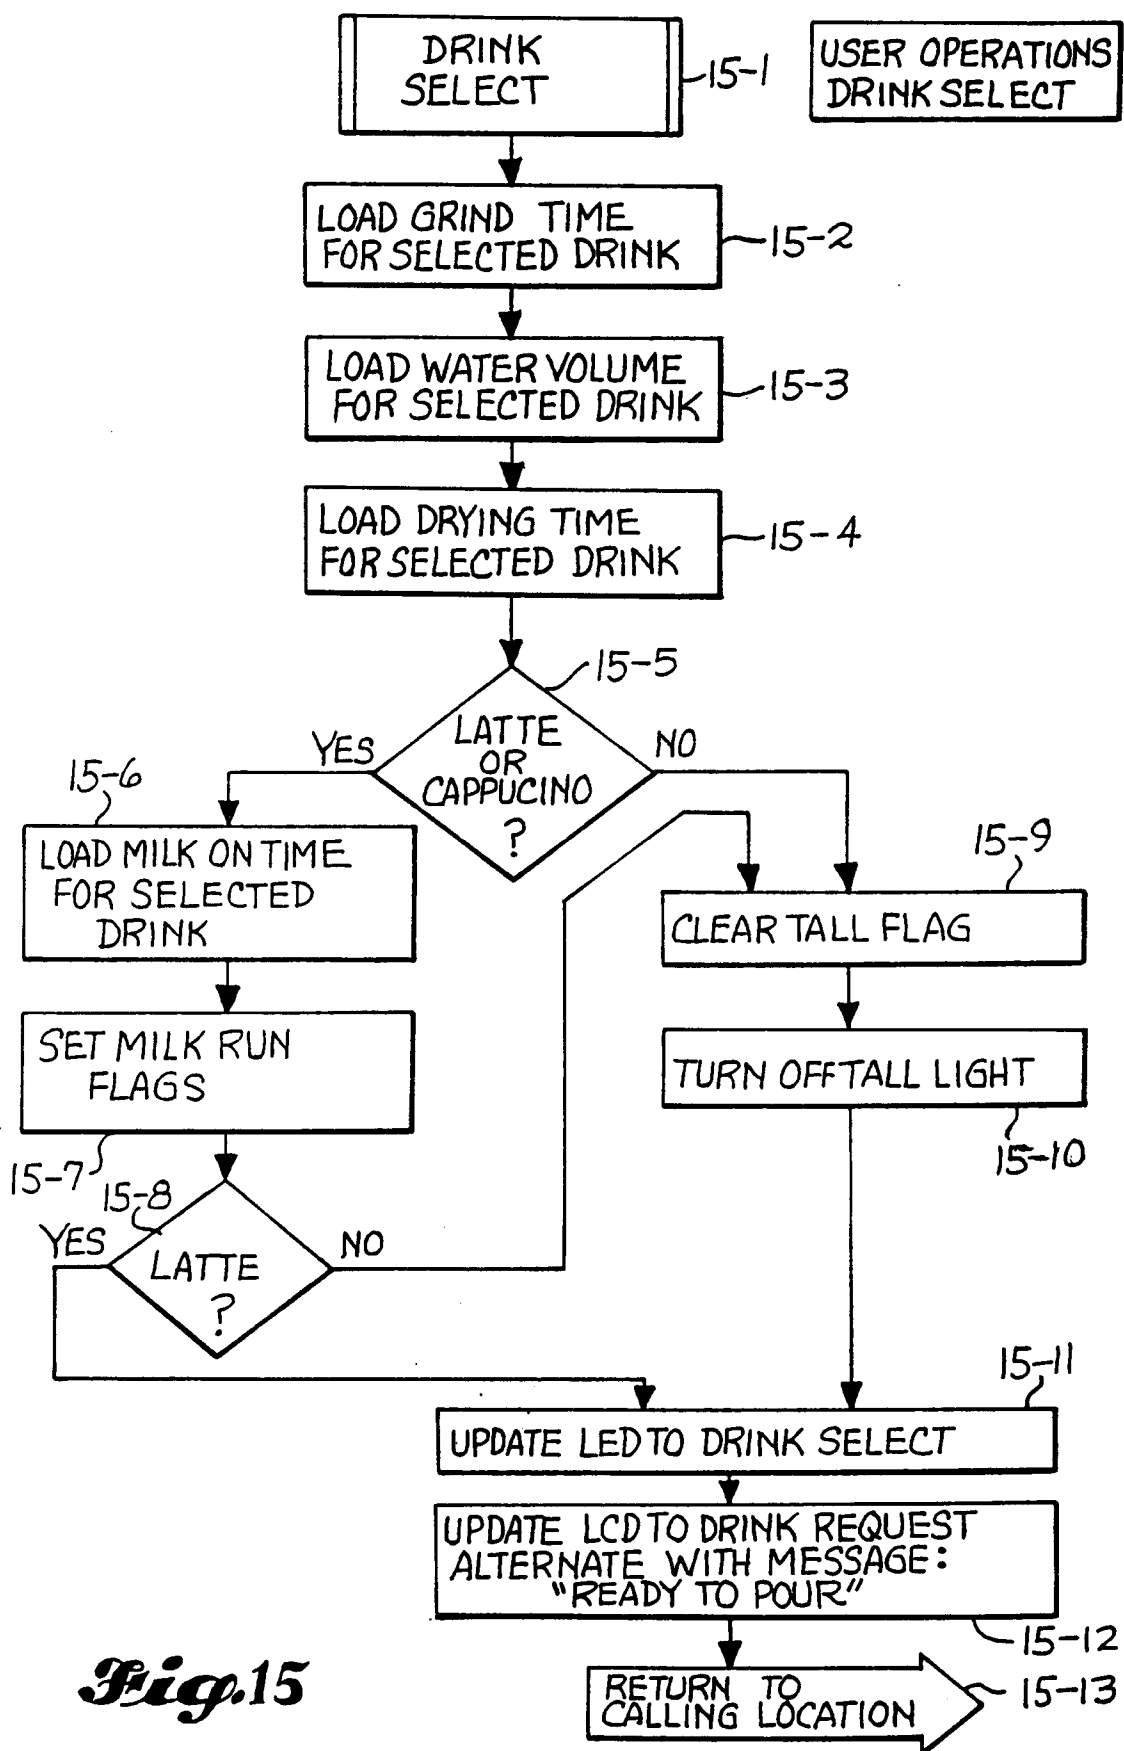 DRINK
SELECT
15-1
USER OPERATIONS
DRINK SELECT
LOAD GRIND TIME
FOR SELECTED DRINK
15-2
LOAD WATER VOLUME
FOR SELECTED DRINK
15-3
LOAD DRYING TIME
FOR SELECTED DRINK
15-4
15-5
LATTE
OR
CAPPUCINO
?
YES
NO
15-6
LOAD MILK ON TIME
FOR SELECTED
DRINK
15-9
CLEAR TALL FLAG
SET MILK RUN
FLAGS
15-7
TURN OFF TALL LIGHT
15-10
15-8
YES
LATTE
?
NO
15-11
UPDATE LED TO DRINK SELECT
UPDATE LCD TO DRINK REQUEST
ALTERNATE WITH MESSAGE:
"READY TO POUR"
15-12
RETURN TO
CALLING LOCATION
15-13
Fig.15